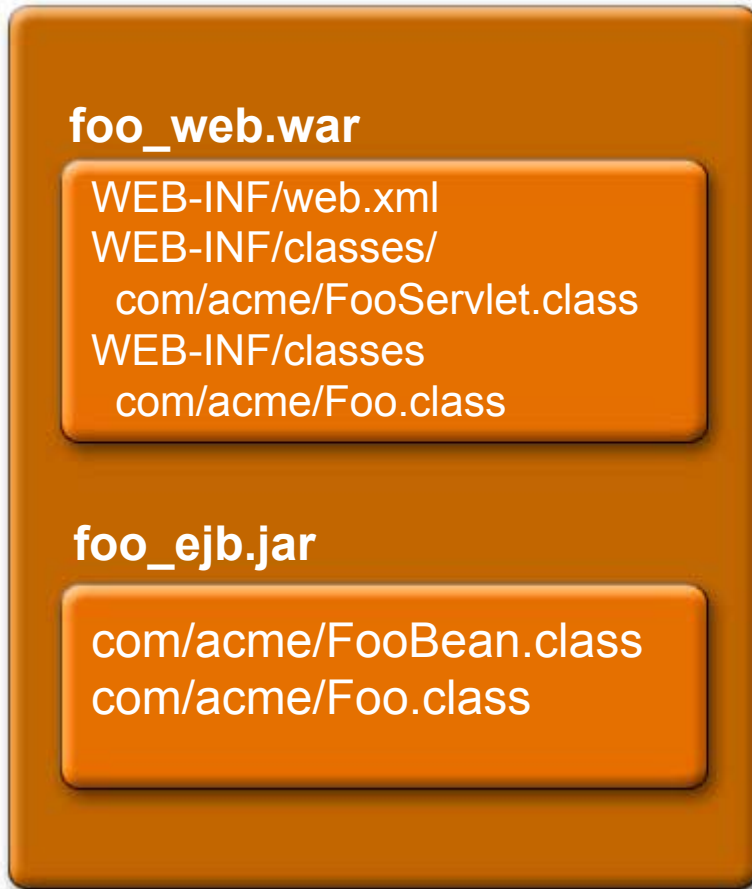 foo_web.war
WEB-INF/web.xml
WEB-INF/classes/
com/acme/FooServlet.class
WEB-INF/classes
com/acme/Foo.class
foo_ejb.jar
com/acme/FooBean.class
com/acme/Foo.class